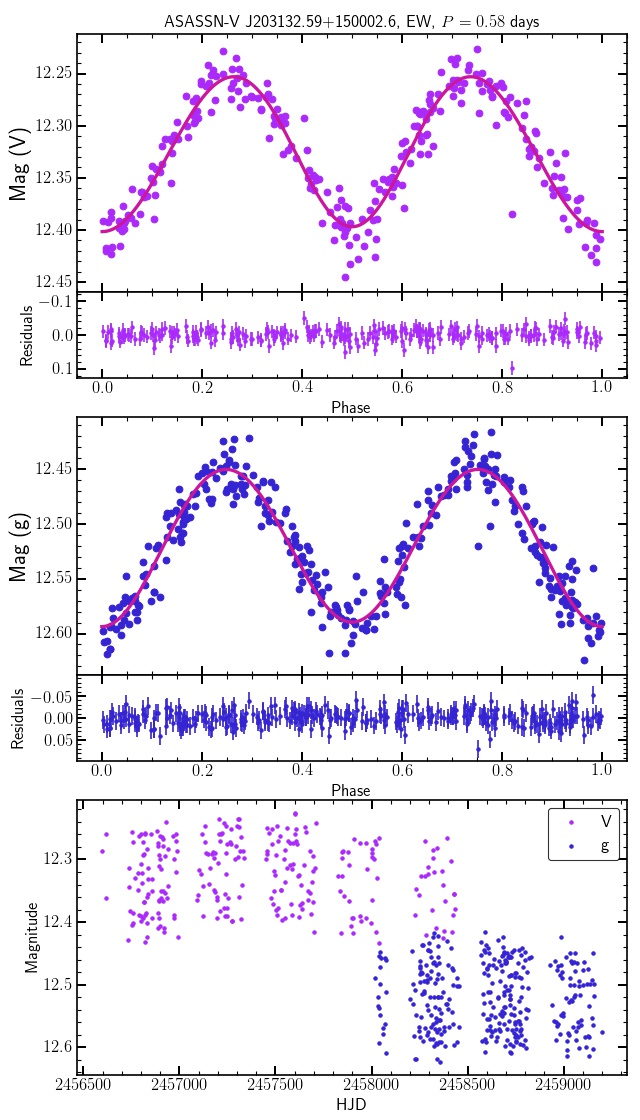 ASASSN-V J203132.59+150002.6, EW, P = 0.58 days
Mag (V)
12.25
12.30
12.35
12.40
12.45
Residuals
−0.1
0.0
0.1
0.0 0.2 0.4 0.6 0.8 1.0
Phase
Mag (g)
12.45
12.50
12.55
12.60
Residuals
−0.05
0.00
0.05
0.0 0.2 0.4 0.6 0.8 1.0
Phase
V
g
Magnitude
12.3
12.4
12.5
12.6
2456500 2457000 2457500 2458000 2458500 2459000
HJD